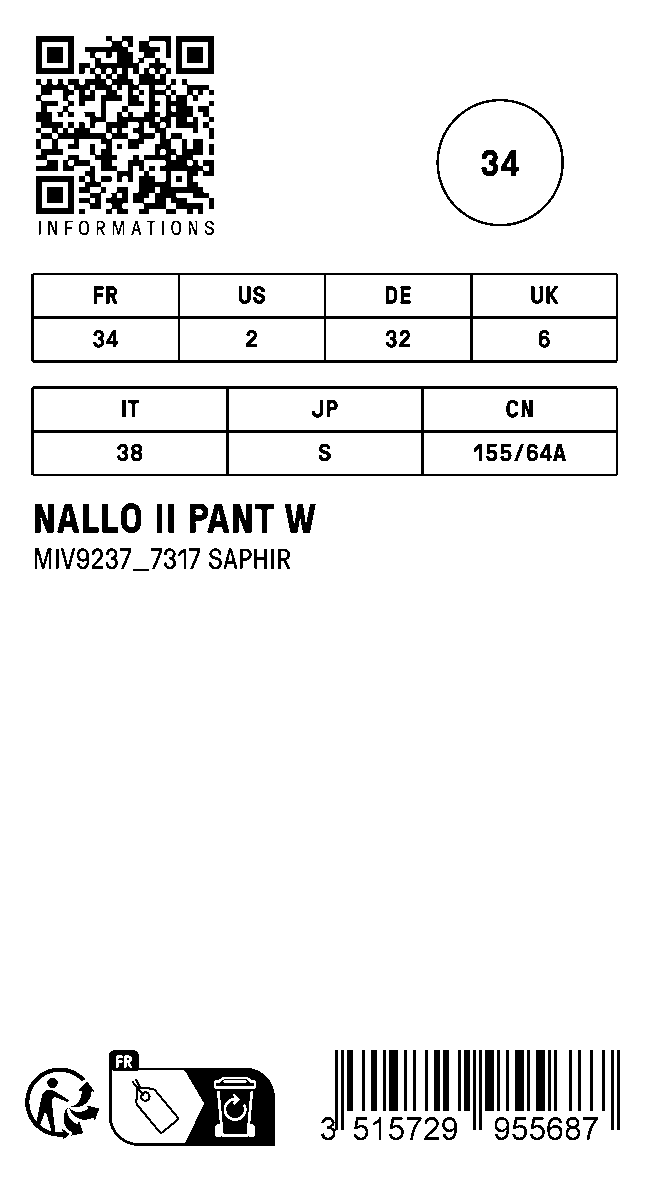 INFORMATIONS
34
FR US DE UK
34 2 32 6
IT JP CN
38 S 155/64A
NALLO II PANT W
MIV9237_7317 SAPHIR
FR
3 515729 955687